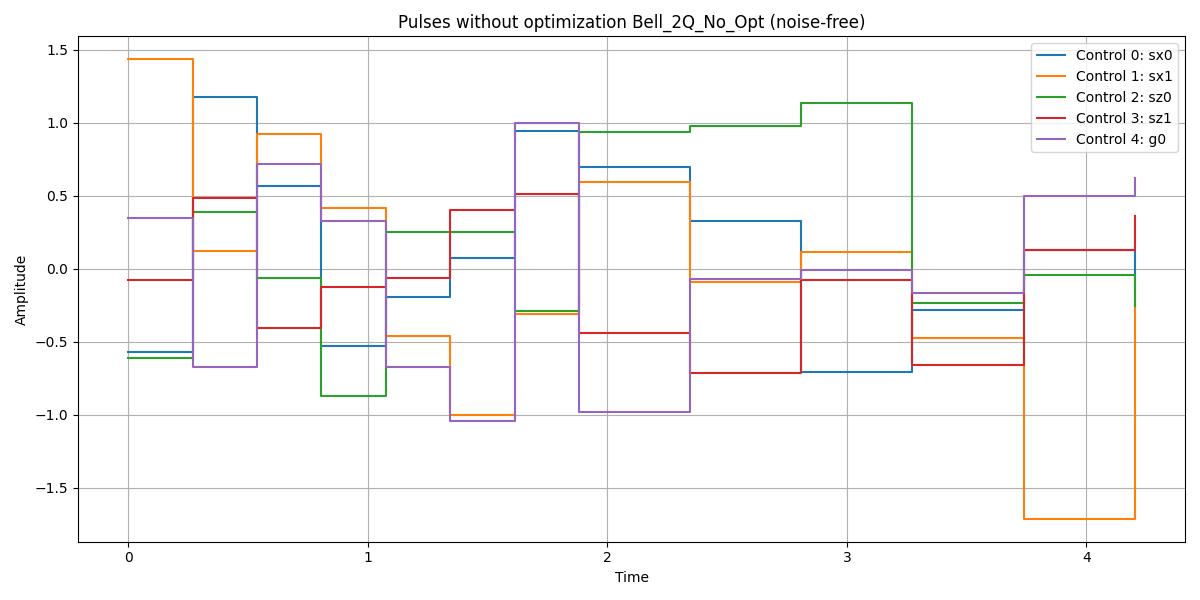 Pulses without optimization Bell_2Q_No_Opt (noise-free)
Control 0: sx0
Control 1: sx1
Control 2: sz0
Control 3: sz1
Control 4: g0
Amplitude
1.5
1.0
0.5
0.0
−0.5
−1.0
−1.5
0 1 2 3 4
Time